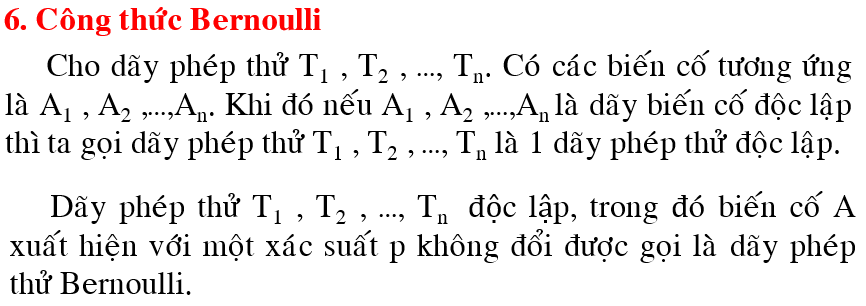 6. Công thức Bernoulli
Cho dãy phép thử T₁ , T₂ , ..., Tₙ. Có các biến cố tương ứng
là A₁ , A₂ ,...,Aₙ. Khi đó nếu A₁ , A₂ ,...,Aₙ là dãy biến cố độc lập
thì ta gọi dãy phép thử T₁ , T₂ , ..., Tₙ là 1 dãy phép thử độc lập.
Dãy phép thử T₁ , T₂ , ..., Tₙ độc lập, trong đó biến cố A
xuất hiện với một xác suất p không đổi được gọi là dãy phép
thử Bernoulli.